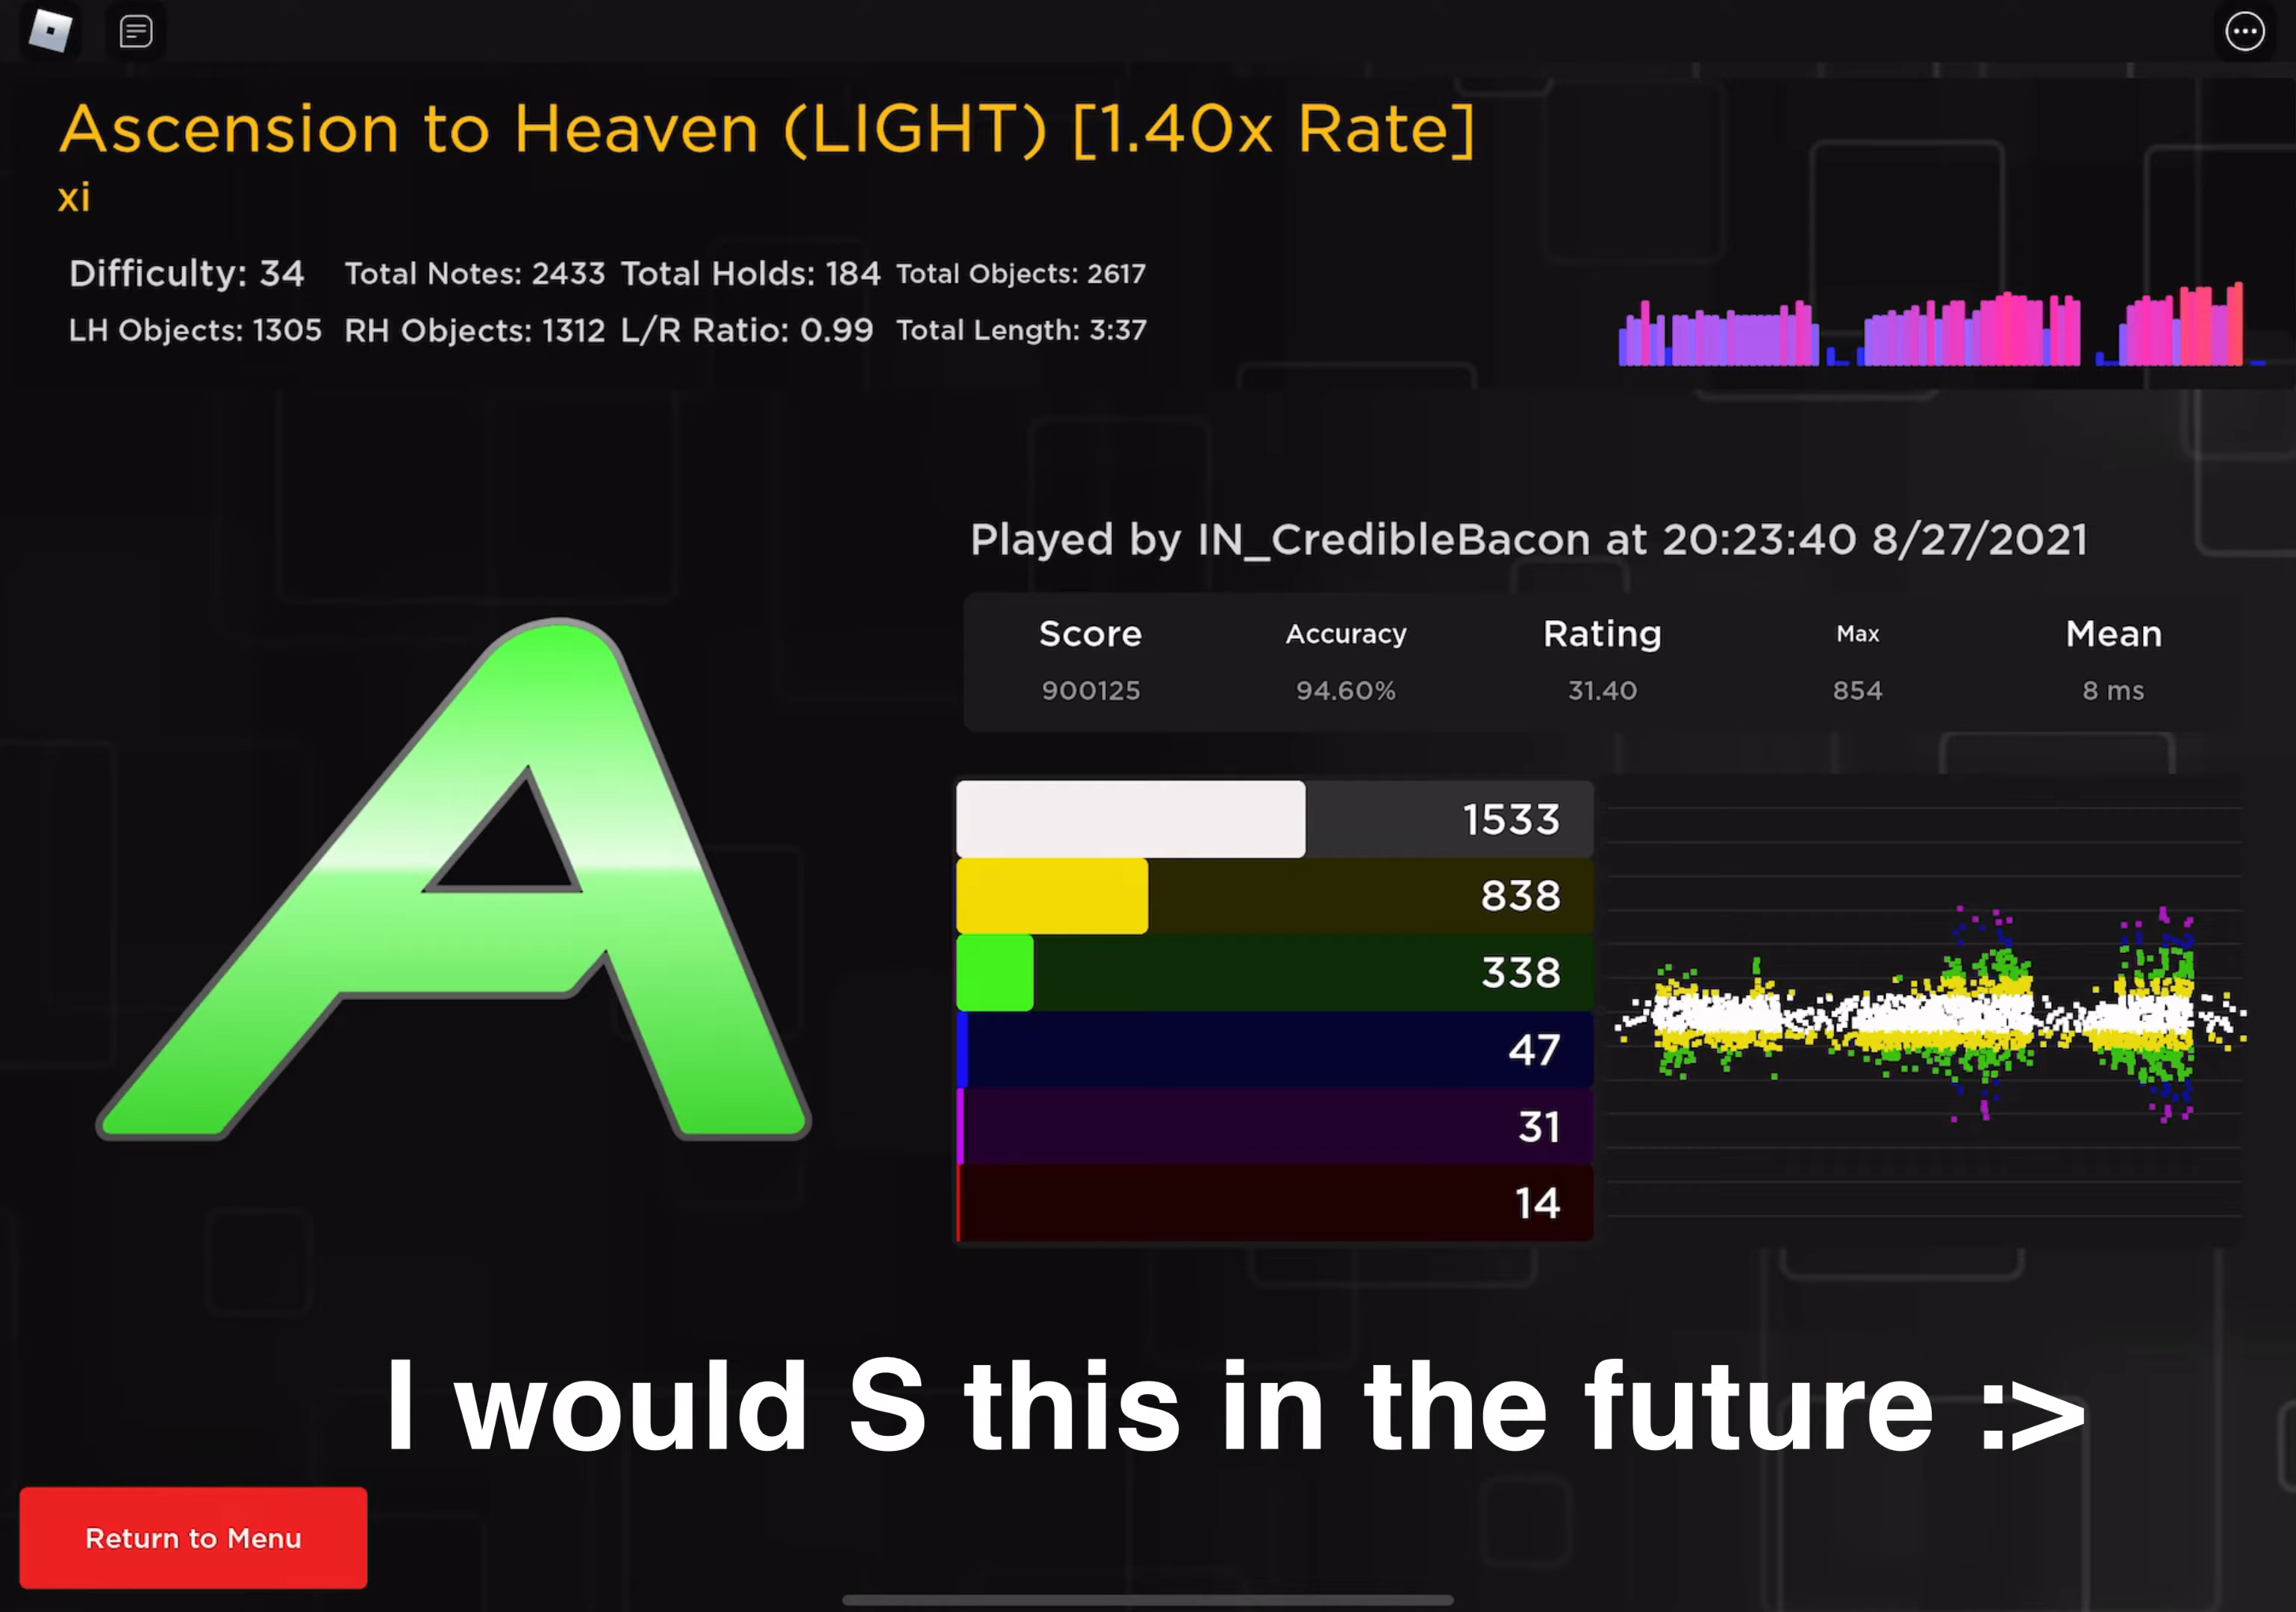 Ascension to Heaven (LIGHT) [1.40x Rate]
xi
Difficulty: 34 Total Notes: 2433 Total Holds: 184 Total Objects: 2617
LH Objects: 1305 RH Objects: 1312 L/R Ratio: 0.99 Total Length: 3:37
Played by IN_CredibleBacon at 20:23:40 8/27/2021
Score Accuracy Rating Max Mean
900125 94.60% 31.40 854 8 ms
A
1533
838
338
47
31
14
I would S this in the future :>
Return to Menu